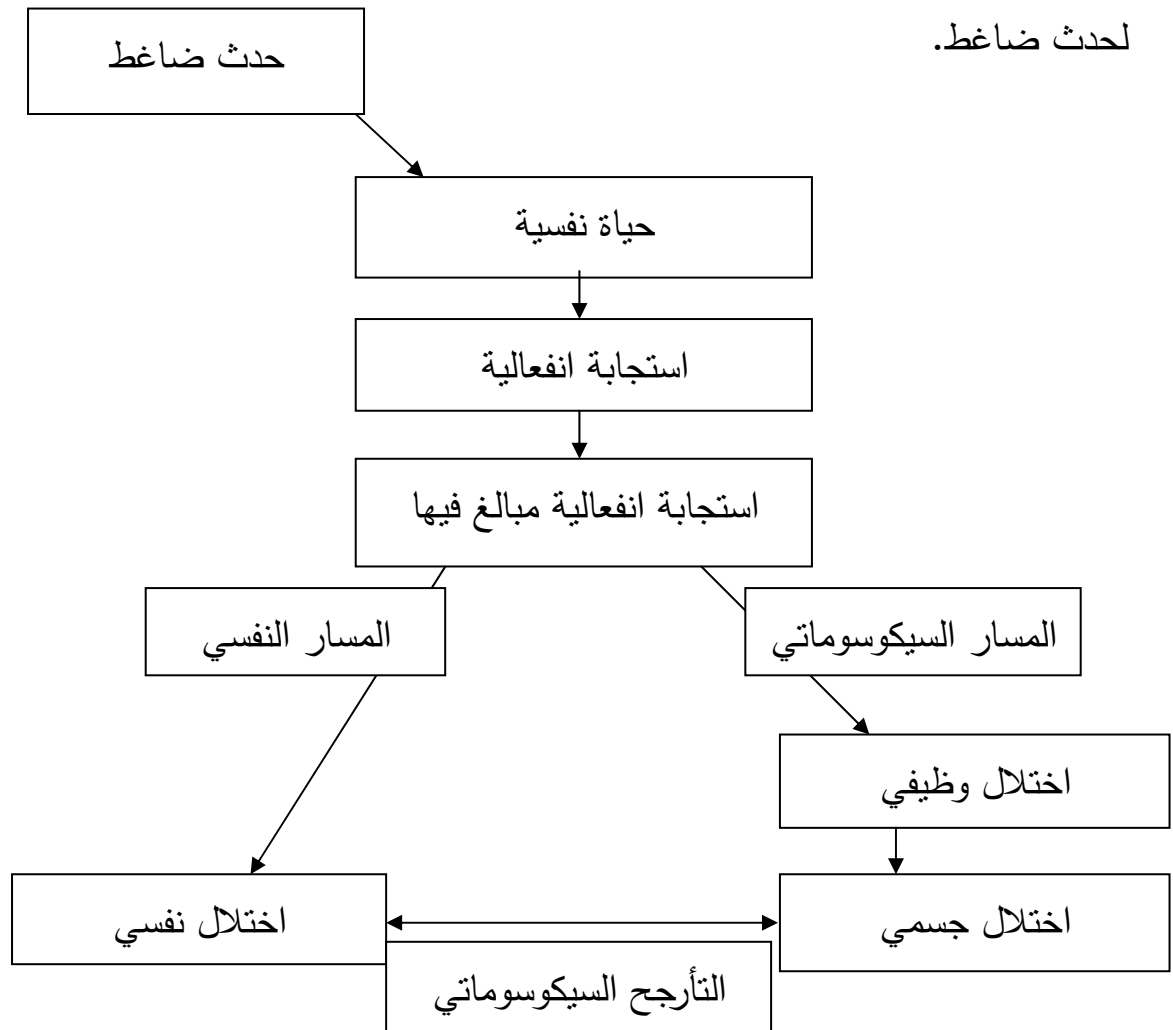 لحدث ضاغط.
حدث ضاغط
حياة نفسية
استجابة انفعالية
استجابة انفعالية مبالغ فيها
المسار السيكوسوماتي
المسار النفسي
اختلال وظيفي
اختلال جسمي
اختلال نفسي
التأرجح السيكوسوماتي